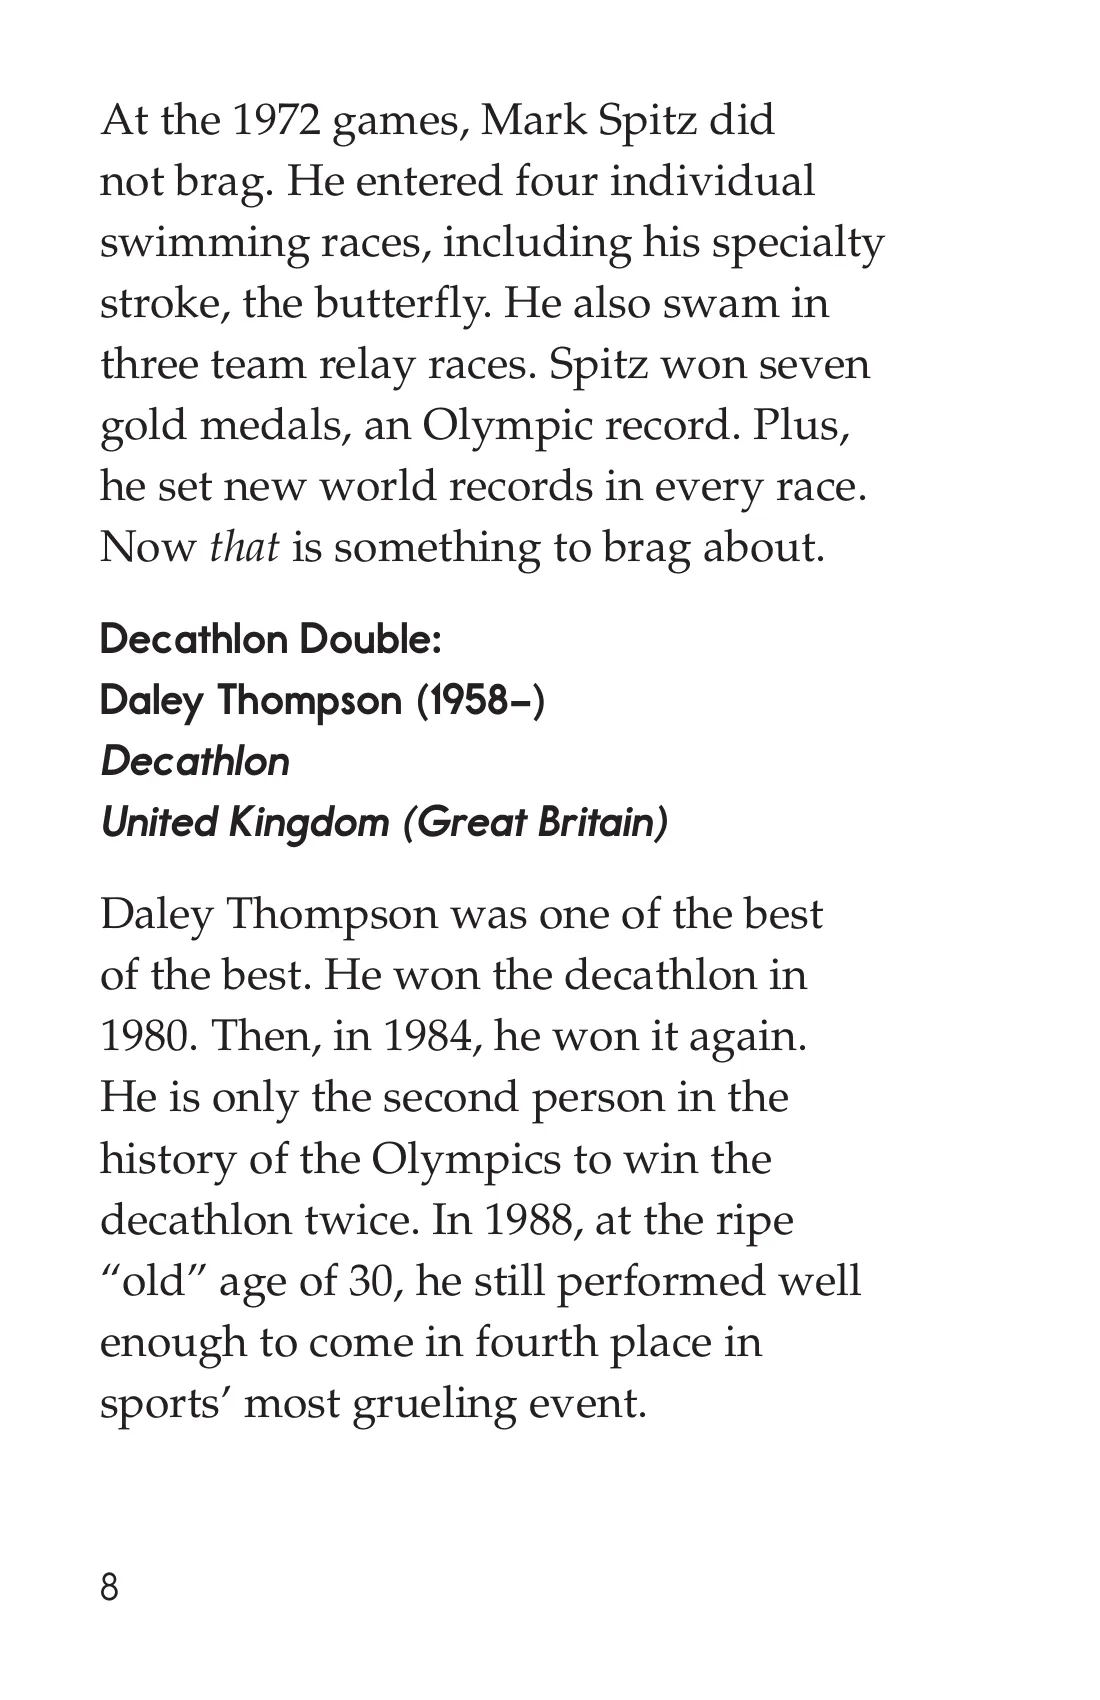 At the 1972 games, Mark Spitz did
not brag. He entered four individual
swimming races, including his specialty
stroke, the butterfly. He also swam in
three team relay races. Spitz won seven
gold medals, an Olympic record. Plus,
he set new world records in every race.
Now that is something to brag about.
Decathlon Double:
Daley Thompson (1958–)
Decathlon
United Kingdom (Great Britain)
Daley Thompson was one of the best
of the best. He won the decathlon in
1980. Then, in 1984, he won it again.
He is only the second person in the
history of the Olympics to win the
decathlon twice. In 1988, at the ripe
“old” age of 30, he still performed well
enough to come in fourth place in
sports’ most grueling event.
8